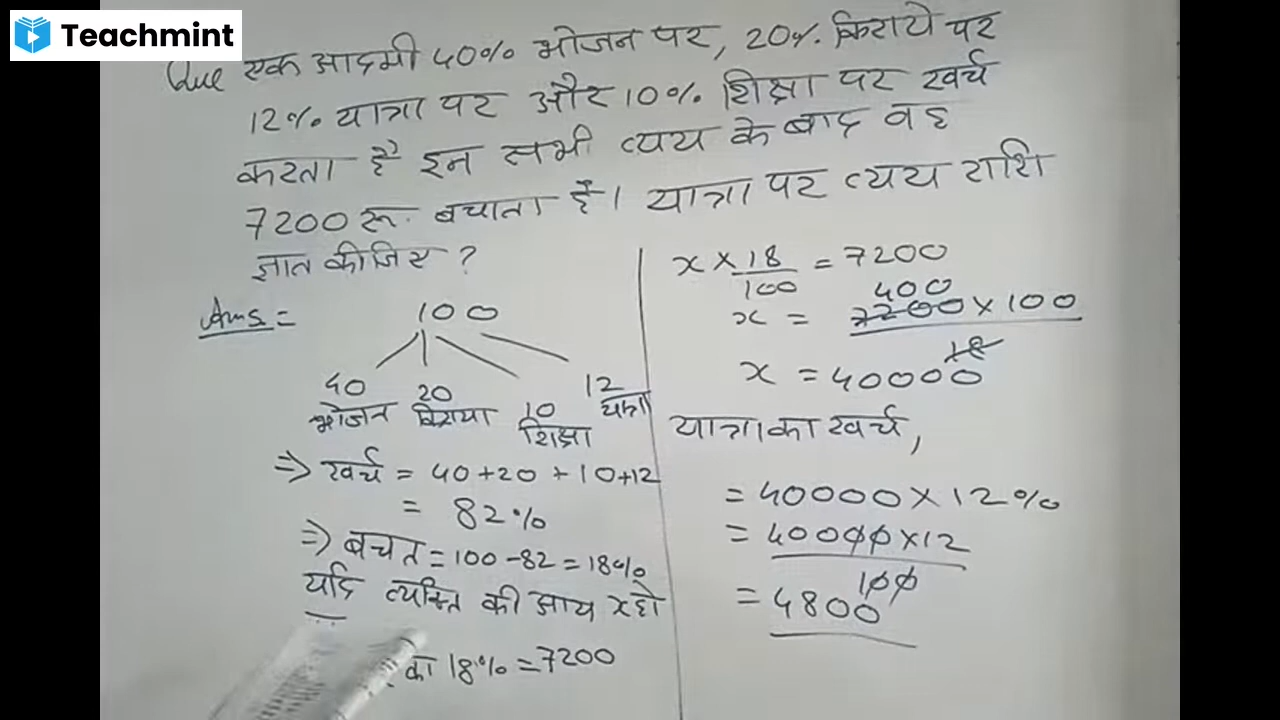 Teachmint
Que एक आदमी 40% भोजन पर, 20% किराये पर
12% यात्रा पर और 10% शिक्षा पर खर्च
करता है इन सभी व्यय के बाद वह
7200 रू. बचाता है। यात्रा पर व्यय राशि
ज्ञात कीजिए ?
Ans =
100
40 20 10 12
भोजन किराया शिक्षा यात्रा
⇒ खर्च = 40+20+10+12
= 82%
⇒ बचत = 100-82 = 18%
यदि व्यक्ति की आय x हो
का 18% = 7200
x × 18/100 = 7200
400
x = 7200 × 100
18
x = 40000
यात्रा का खर्च,
= 40000 × 12%
= 40000 × 12
100
= 4800